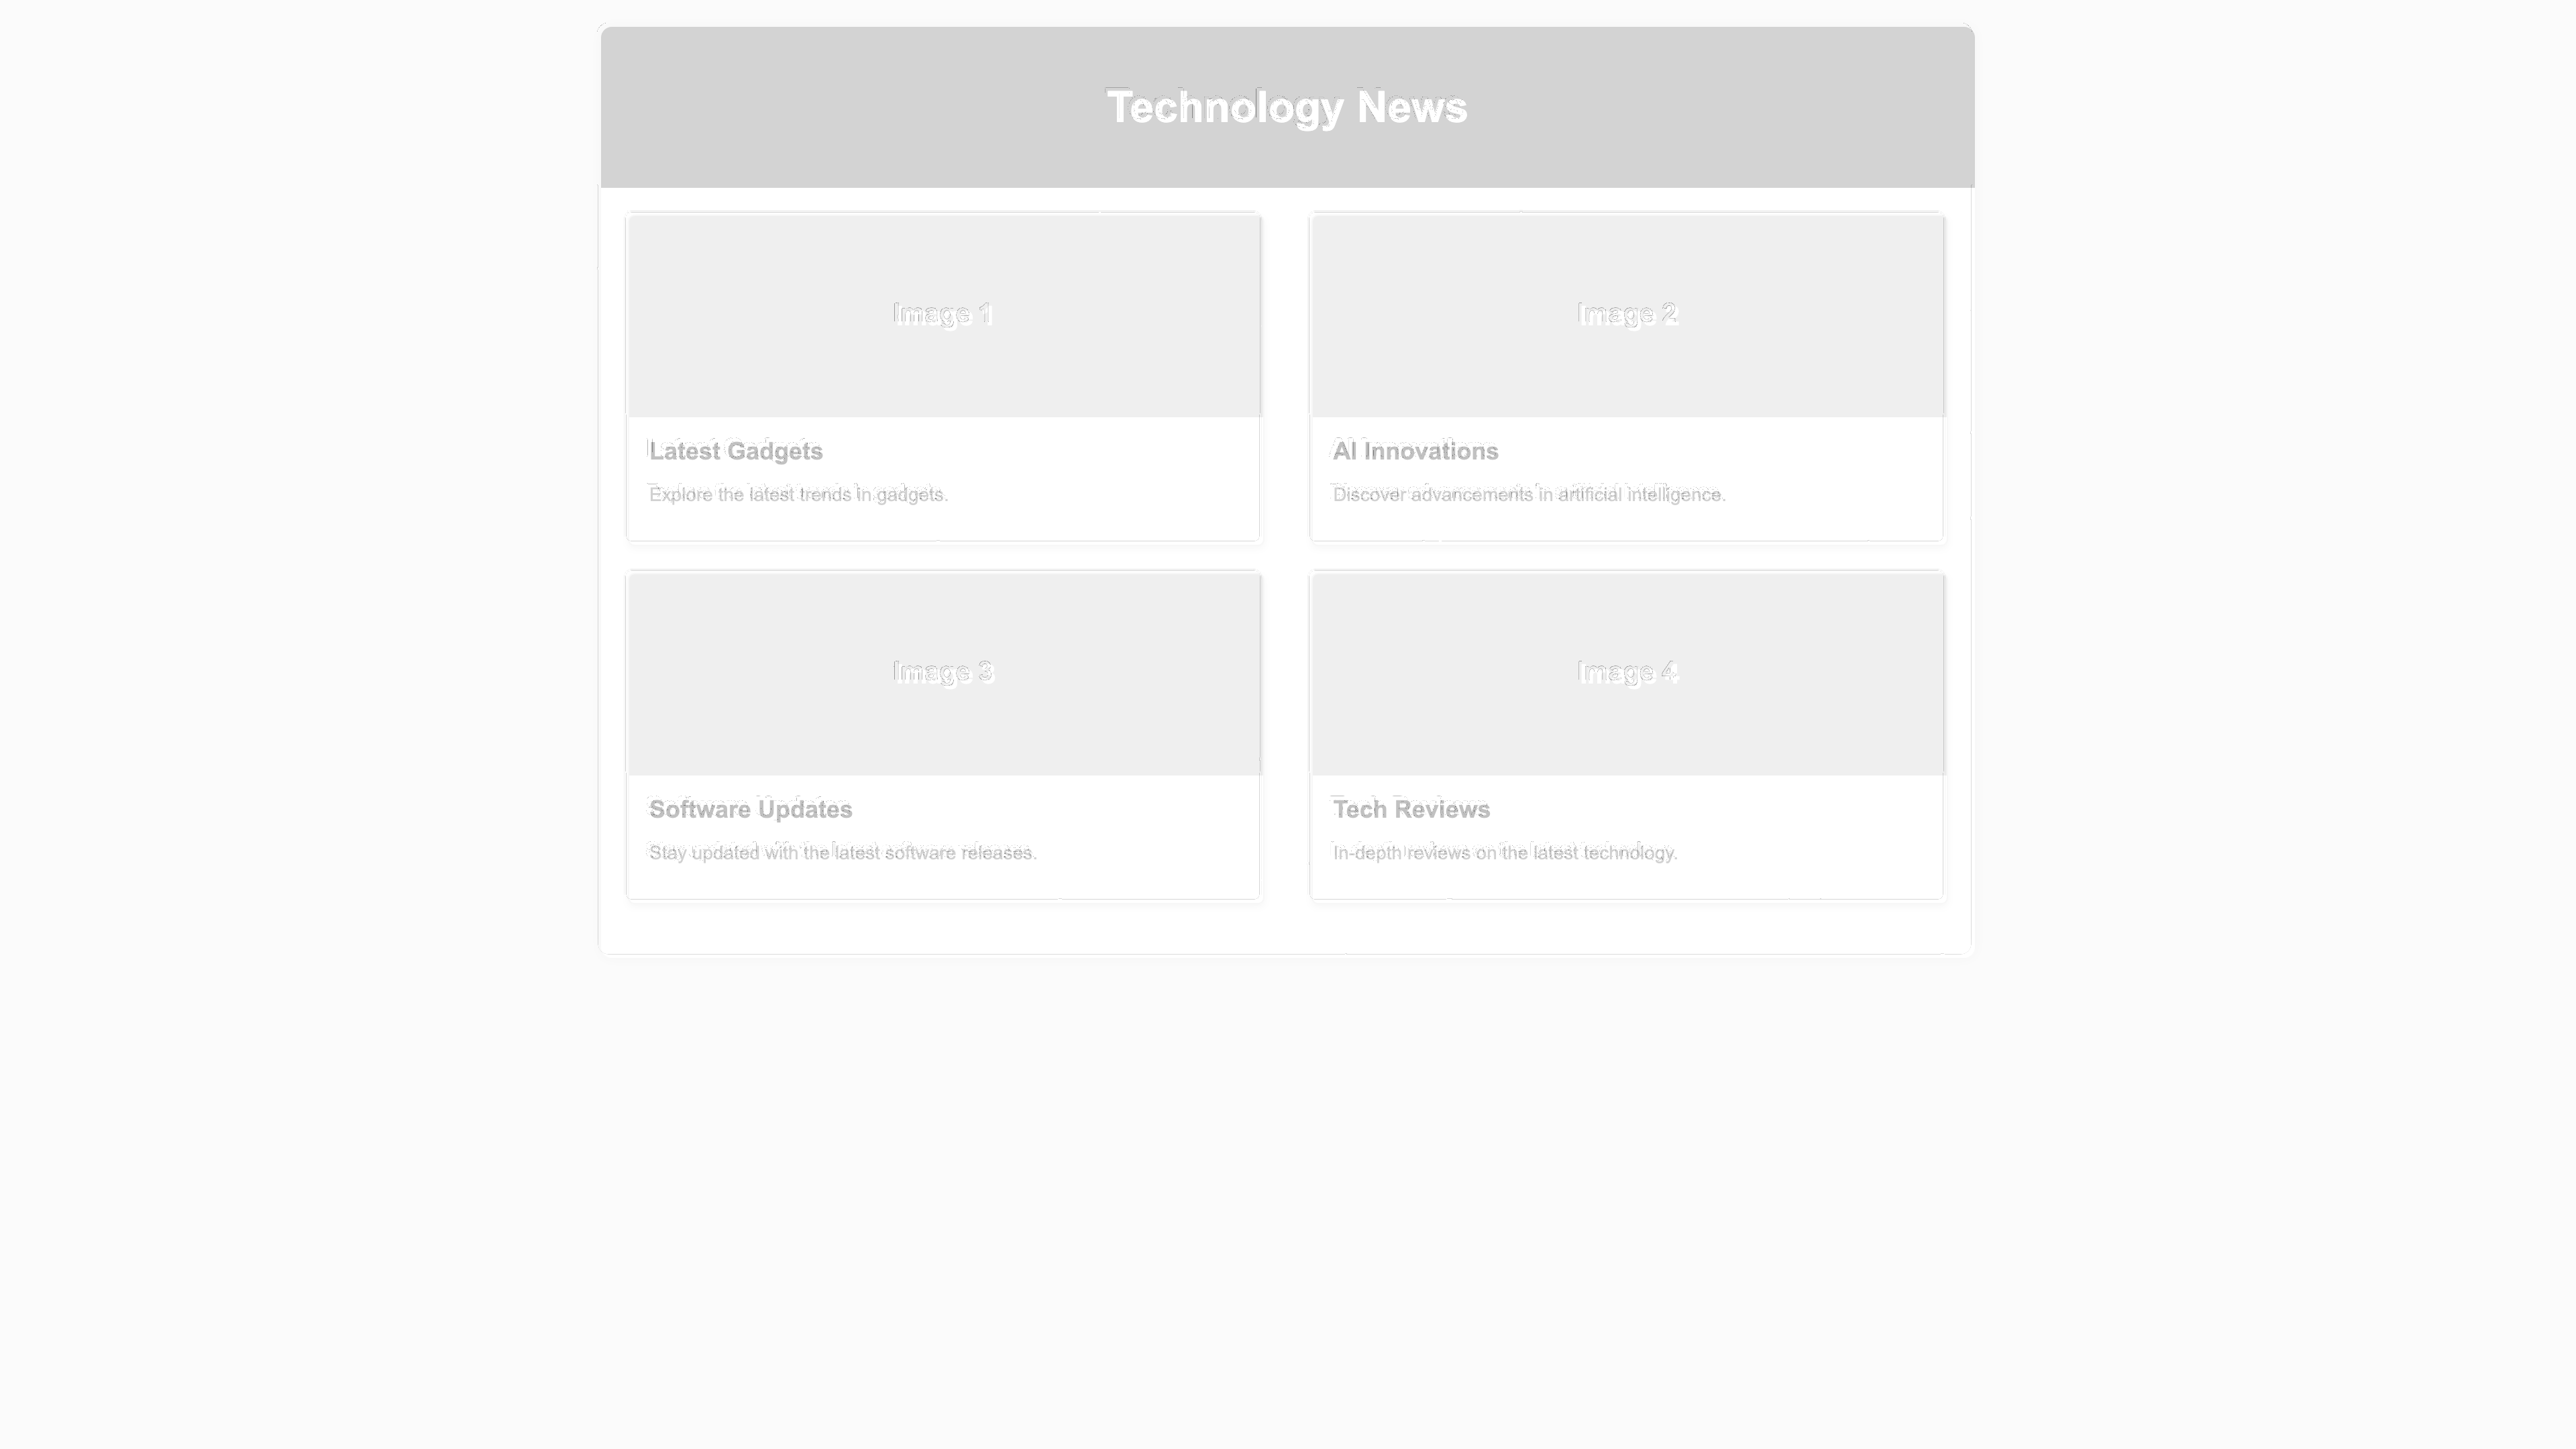 Technology News
Image 1
Image 2
Latest Gadgets
Explore the latest trends in gadgets.
AI Innovations
Discover advancements in artificial intelligence.
Image 3
Image 4
Software Updates
Stay updated with the latest software releases.
Tech Reviews
In-depth reviews on the latest technology.